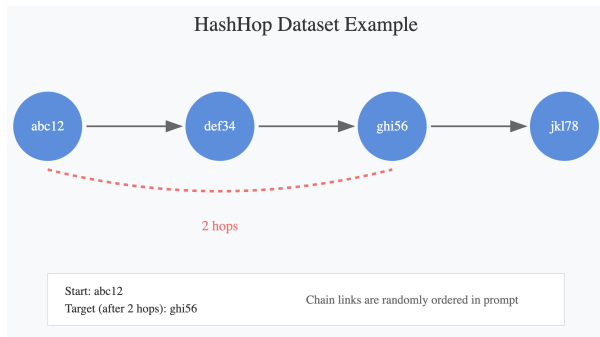 HashHop Dataset Example
abc12
def34
ghi56
jkl78
2 hops
Start: abc12
Target (after 2 hops): ghi56
Chain links are randomly ordered in prompt